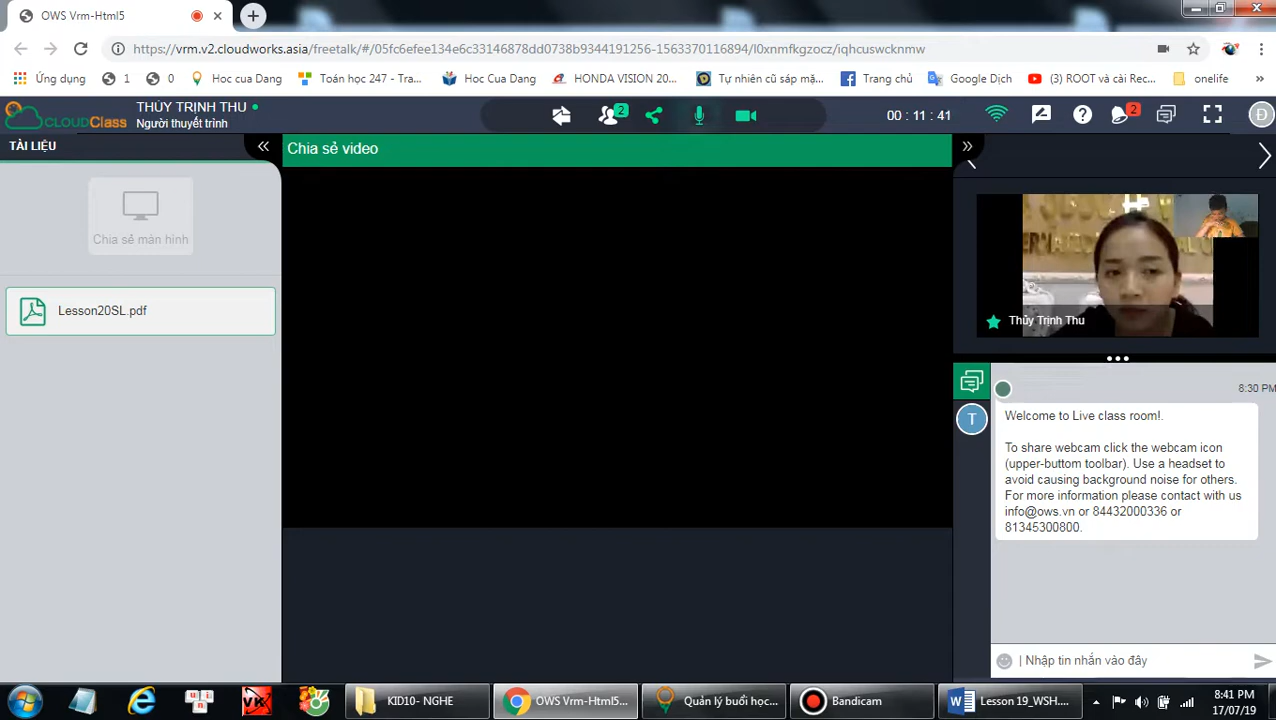 OWS Vrm-Html5
https://vrm.v2.cloudworks.asia/freetalk/#/05fc6efee134e6c33146878dd0738b9344191256-1563370116894/l0xnmfkgzocz/iqhcuswcknmw
Ứng dụng 1 0 Hoc cua Dang Toán học 247 - Tra... Học Cua Dang HONDA VISION 20... Tự nhiên cũ sáp mặ... Trang chủ Google Dịch (3) ROOT và cài Rec... onelife »
CLOUDClass
THỦY TRỊNH THU
Người thuyết trình
2
00 : 11 : 41
2
Đ
TÀI LIỆU
Chia sẻ màn hình
Lesson20SL.pdf
Chia sẻ video
Thủy Trịnh Thu
8:30 PM
T
Welcome to Live class room!.
To share webcam click the webcam icon
(upper-buttom toolbar). Use a headset to
avoid causing background noise for others.
For more information please contact with us
info@ows.vn or 84432000336 or
81345300800.
Nhập tin nhắn vào đây
KID10- NGHE
OWS Vrm-Html5...
Quản lý buổi học...
Bandicam
Lesson 19_WSH....
8:41 PM
17/07/19